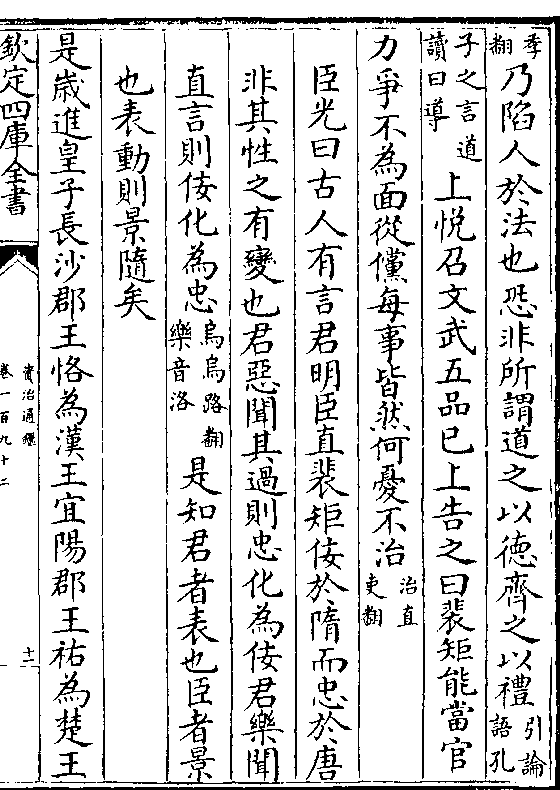 季翻乃陷人於法也恐非所謂道之以德齊之以禮引論語孔
子之言道讀曰導上悦召文武五品已上告之曰裴矩能當官
力爭不為面從儻每事皆然何憂不治治直吏翻
臣光曰古人有言君明臣直裴矩佞於隋而忠於唐
非其性之有變也君惡聞其過則忠化為佞君樂聞
直言則佞化為忠烏烏路翻樂音洛是知君者表也臣者景
也表動則景隨矣
是歳進皇子長沙郡王恪為漢王宜陽郡王祐為楚王
欽定四庫全書
資治通鑑
卷一百九十二
十二